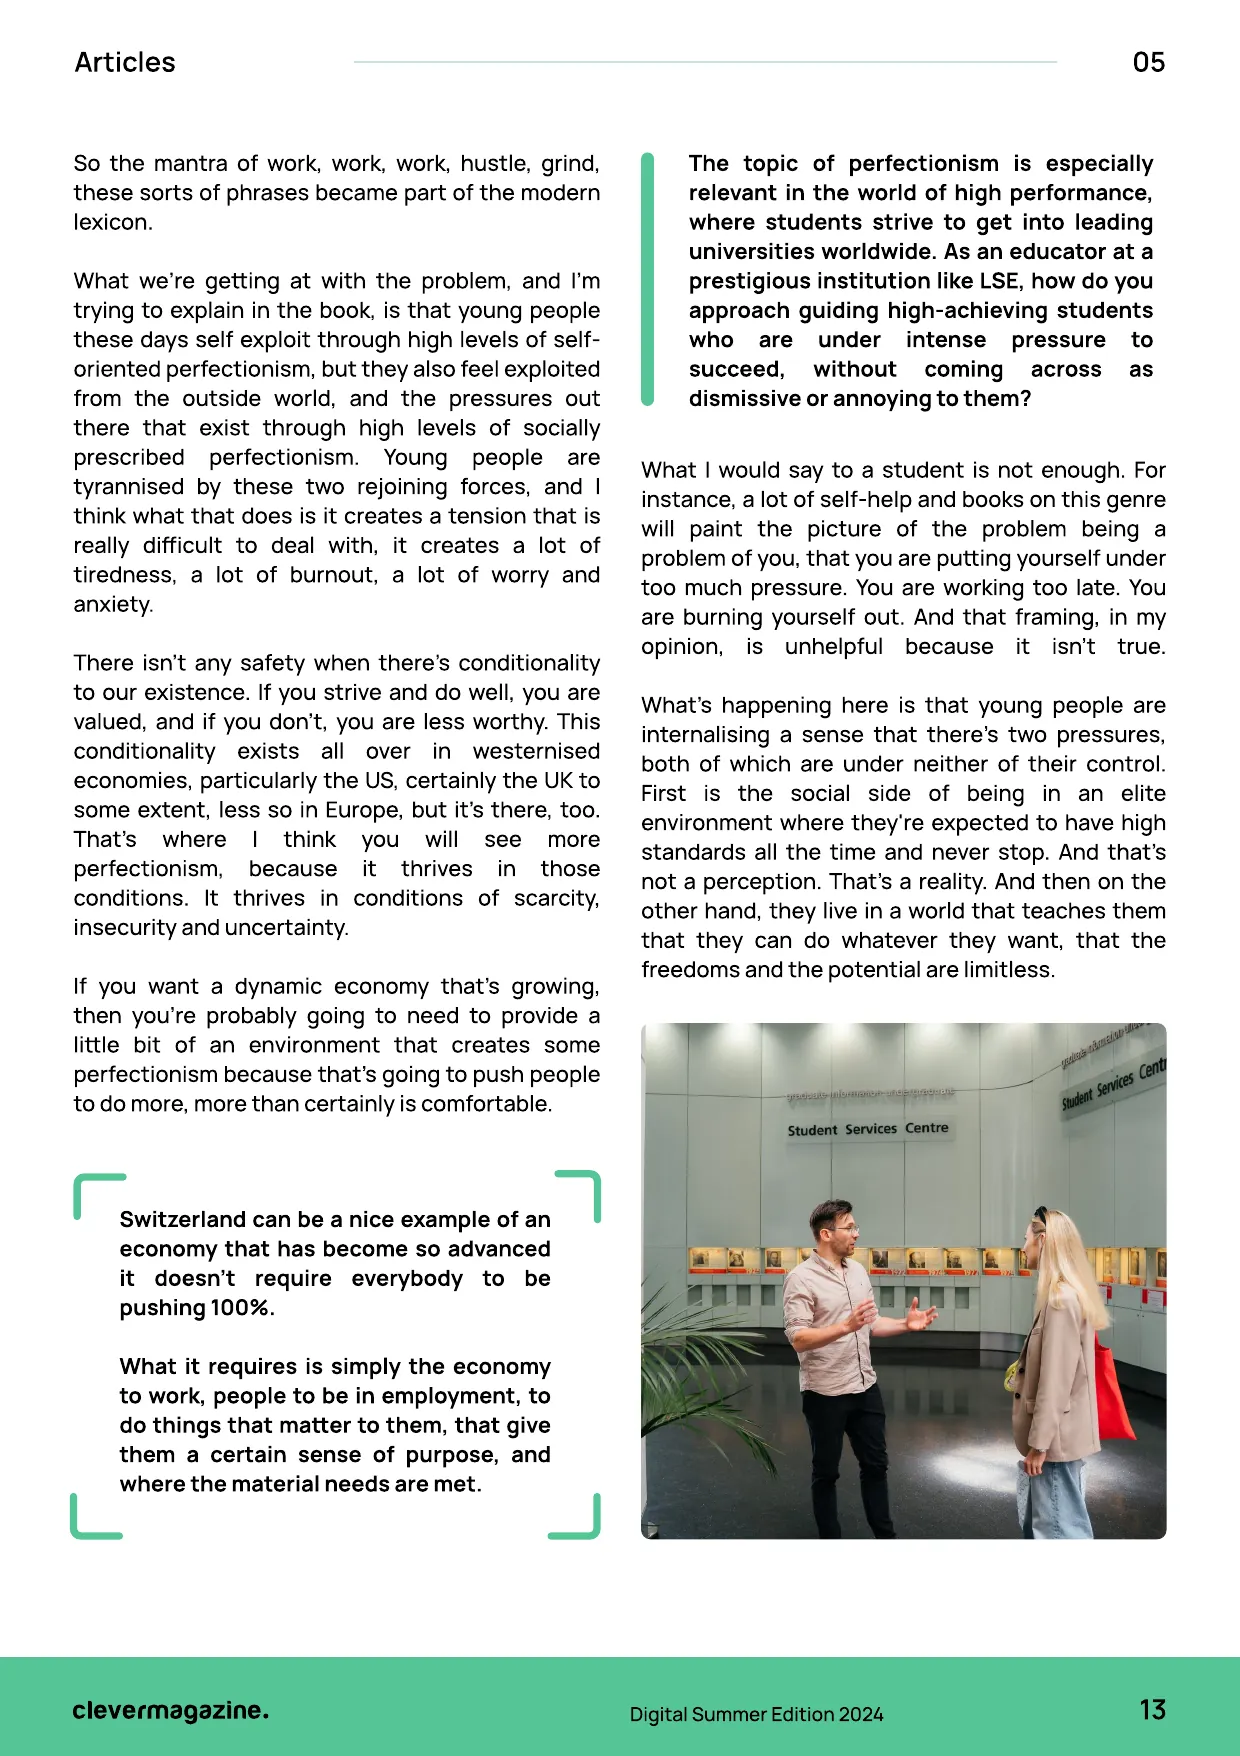 Articles
05
So the mantra of work, work, work, hustle, grind,
these sorts of phrases became part of the modern
lexicon.
What we’re getting at with the problem, and I’m
trying to explain in the book, is that young people
these days self exploit through high levels of self-
oriented perfectionism, but they also feel exploited
from the outside world, and the pressures out
there that exist through high levels of socially
prescribed perfectionism. Young people are
tyrannised by these two rejoining forces, and I
think what that does is it creates a tension that is
really difficult to deal with, it creates a lot of
tiredness, a lot of burnout, a lot of worry and
anxiety.
There isn’t any safety when there’s conditionality
to our existence. If you strive and do well, you are
valued, and if you don’t, you are less worthy. This
conditionality exists all over in westernised
economies, particularly the US, certainly the UK to
some extent, less so in Europe, but it’s there, too.
That’s where I think you will see more
perfectionism, because it thrives in those
conditions. It thrives in conditions of scarcity,
insecurity and uncertainty.
If you want a dynamic economy that’s growing,
then you’re probably going to need to provide a
little bit of an environment that creates some
perfectionism because that’s going to push people
to do more, more than certainly is comfortable.
Switzerland can be a nice example of an
economy that has become so advanced
it doesn’t require everybody to be
pushing 100%.
What it requires is simply the economy
to work, people to be in employment, to
do things that matter to them, that give
them a certain sense of purpose, and
where the material needs are met.
The topic of perfectionism is especially
relevant in the world of high performance,
where students strive to get into leading
universities worldwide. As an educator at a
prestigious institution like LSE, how do you
approach guiding high-achieving students
who are under intense pressure to
succeed, without coming across as
dismissive or annoying to them?
What I would say to a student is not enough. For
instance, a lot of self-help and books on this genre
will paint the picture of the problem being a
problem of you, that you are putting yourself under
too much pressure. You are working too late. You
are burning yourself out. And that framing, in my
opinion, is unhelpful because it isn’t true.
What’s happening here is that young people are
internalising a sense that there’s two pressures,
both of which are under neither of their control.
First is the social side of being in an elite
environment where they're expected to have high
standards all the time and never stop. And that’s
not a perception. That’s a reality. And then on the
other hand, they live in a world that teaches them
that they can do whatever they want, that the
freedoms and the potential are limitless.
graduate information undergraduate
Student Services Centre
graduate information
Student Services Centr
clevermagazine.
Digital Summer Edition 2024
13